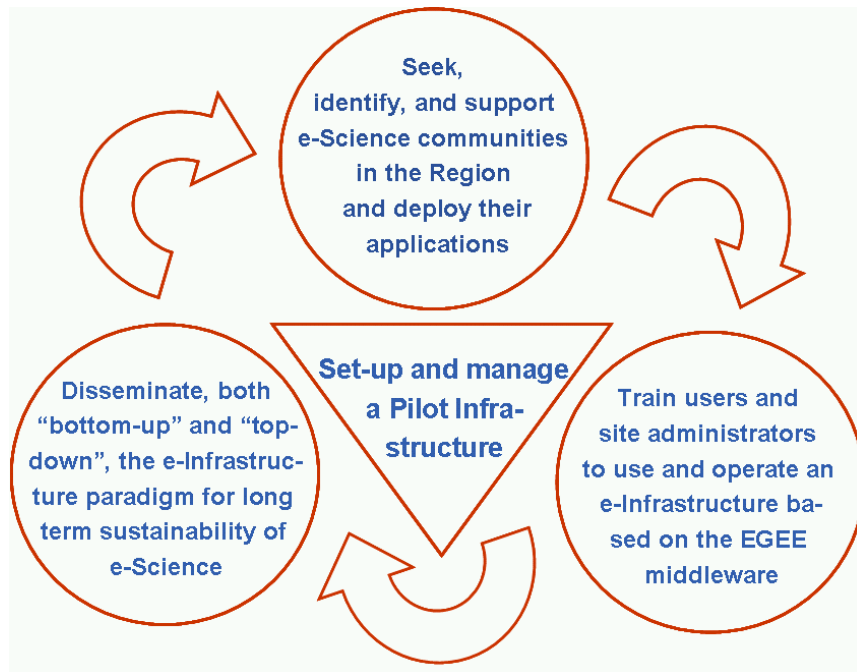 Seek,
identify, and support
e-Science communities
in the Region
and deploy their
applications
Set-up and manage
a Pilot Infra-
structure
Train users and
site administrators
to use and operate an
e-Infrastructure ba-
sed on the EGEE
middleware
Disseminate, both
“bottom-up” and “top-
down”, the e-Infrastruc-
ture paradigm for long
term sustainability of
e-Science